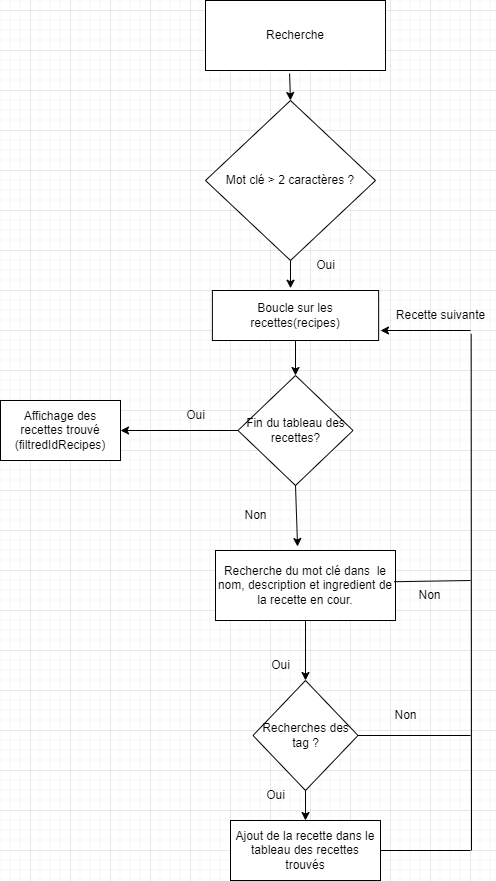 Recherche
Mot clé > 2 caractères ?
Oui
Boucle sur les
recettes(recipes)
Recette suivante
Fin du tableau des
recettes?
Oui
Affichage des
recettes trouvé
(filtredIdRecipes)
Non
Recherche du mot clé dans le
nom, description et ingredient de
la recette en cour.
Non
Oui
Recherches des
tag ?
Non
Oui
Ajout de la recette dans le
tableau des recettes
trouvés